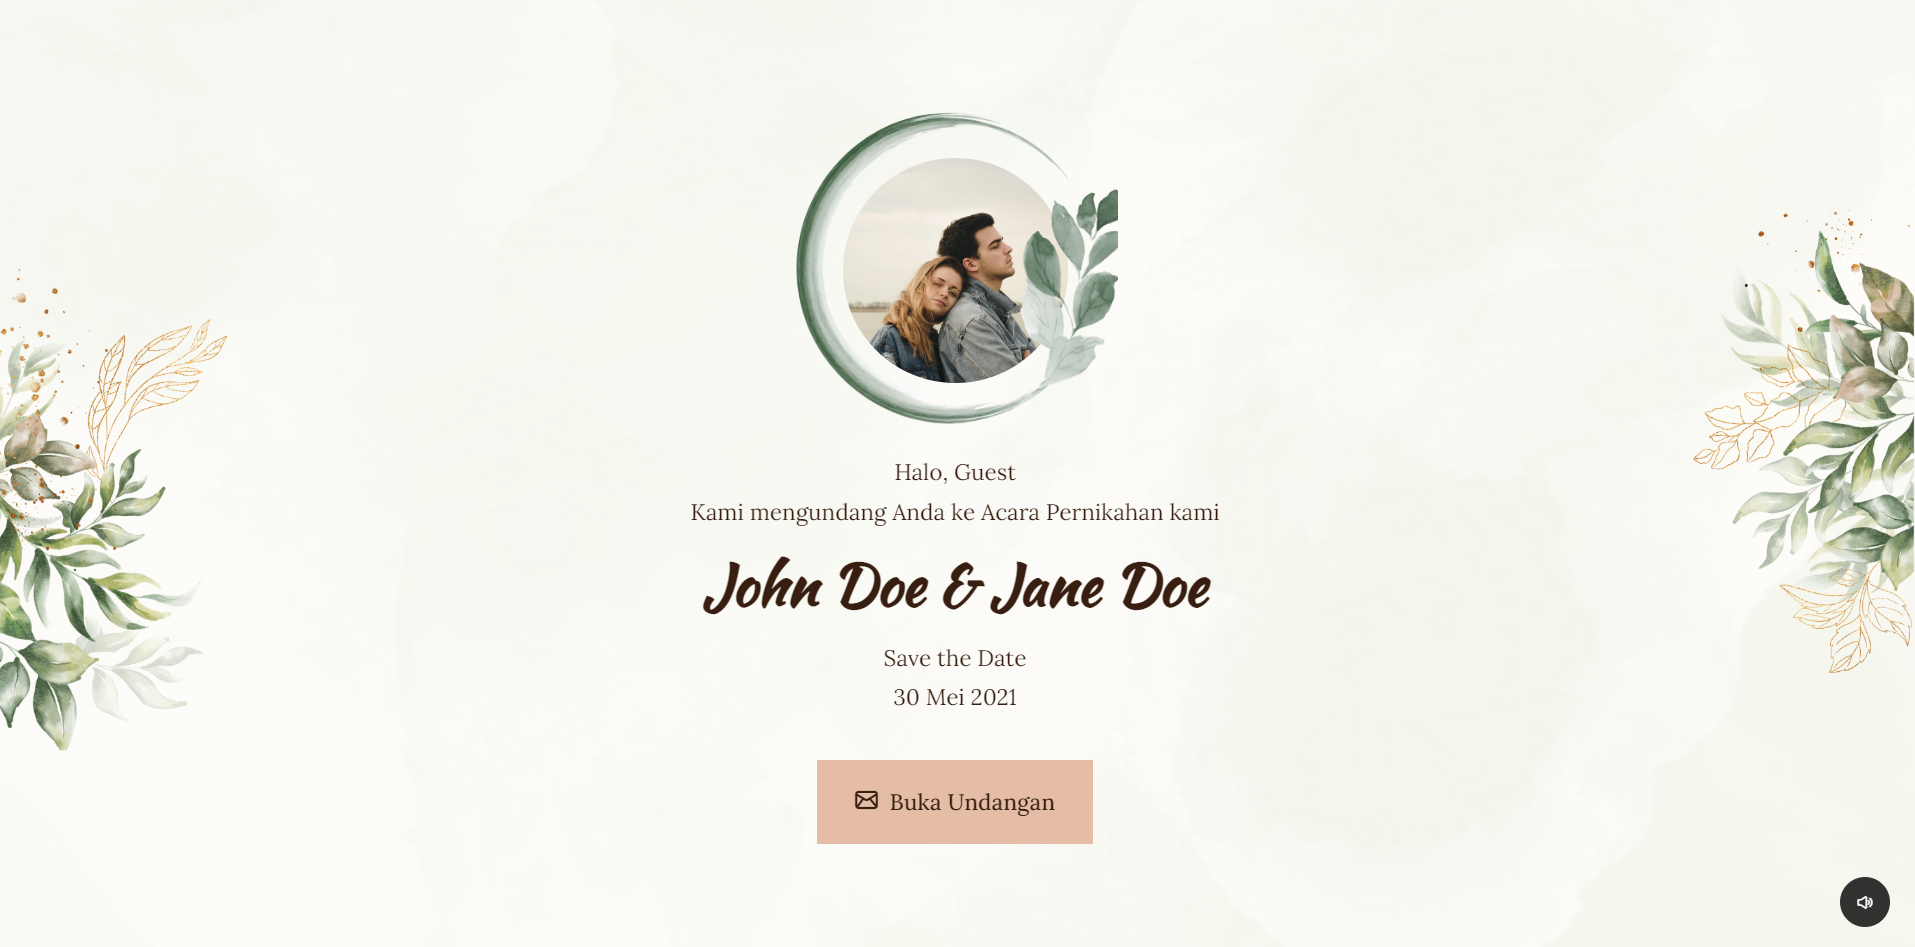 Halo, Guest
Kami mengundang Anda ke Acara Pernikahan kami
John Doe & Jane Doe
Save the Date
30 Mei 2021
Buka Undangan